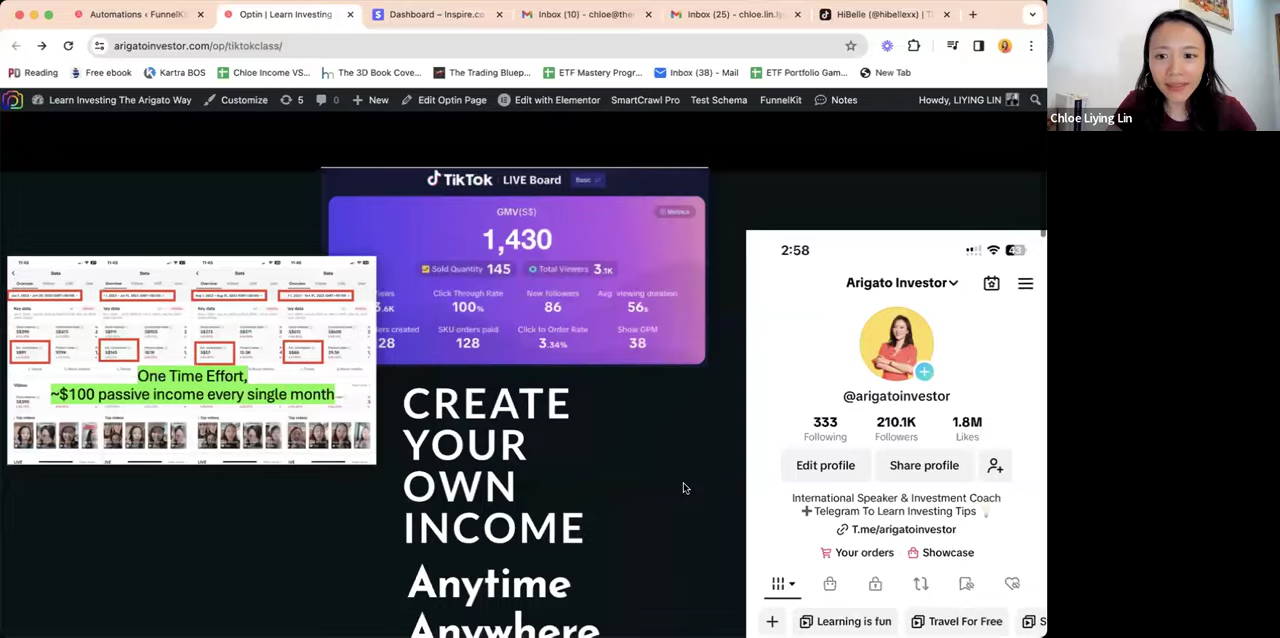 Automations ‹ FunnelKi
Optin | Learn Investing
Dashboard – Inspire.co
Inbox (10) - chloe@the
Inbox (25) - chloe.lin.ly
HiBelle (@hibellexx) | T
arigatoinvestor.com/op/tiktokclass/
Reading
Free ebook
Kartra BOS
Chloe Income VS...
The 3D Book Cove...
The Trading Bluep...
ETF Mastery Progr...
Inbox (38) - Mail
ETF Portfolio Gam...
New Tab
Learn Investing The Arigato Way
Customize
5
0
New
Edit Optin Page
Edit with Elementor
SmartCrawl Pro
Test Schema
FunnelKit
Notes
Howdy, LIYING LIN
Chloe Liying Lin
TikTok LIVE Board Basic
GMV(S$)
Metrics
1,430
Sold Quantity 145
Total Viewers 3.1K
Click Through Rate
New followers
Avg. viewing duration
100%
86
56s
SKU orders paid
Click to Order Rate
Show GPM
28
128
3.34%
38
One Time Effort,
~$100 passive income every single month
CREATE
YOUR
OWN
INCOME
Anytime
Anywhere
2:58
Arigato Investor
@arigatoinvestor
333
210.1K
1.8M
Following
Followers
Likes
Edit profile
Share profile
International Speaker & Investment Coach
Telegram To Learn Investing Tips
T.me/arigatoinvestor
Your orders
Showcase
Learning is fun
Travel For Free
S